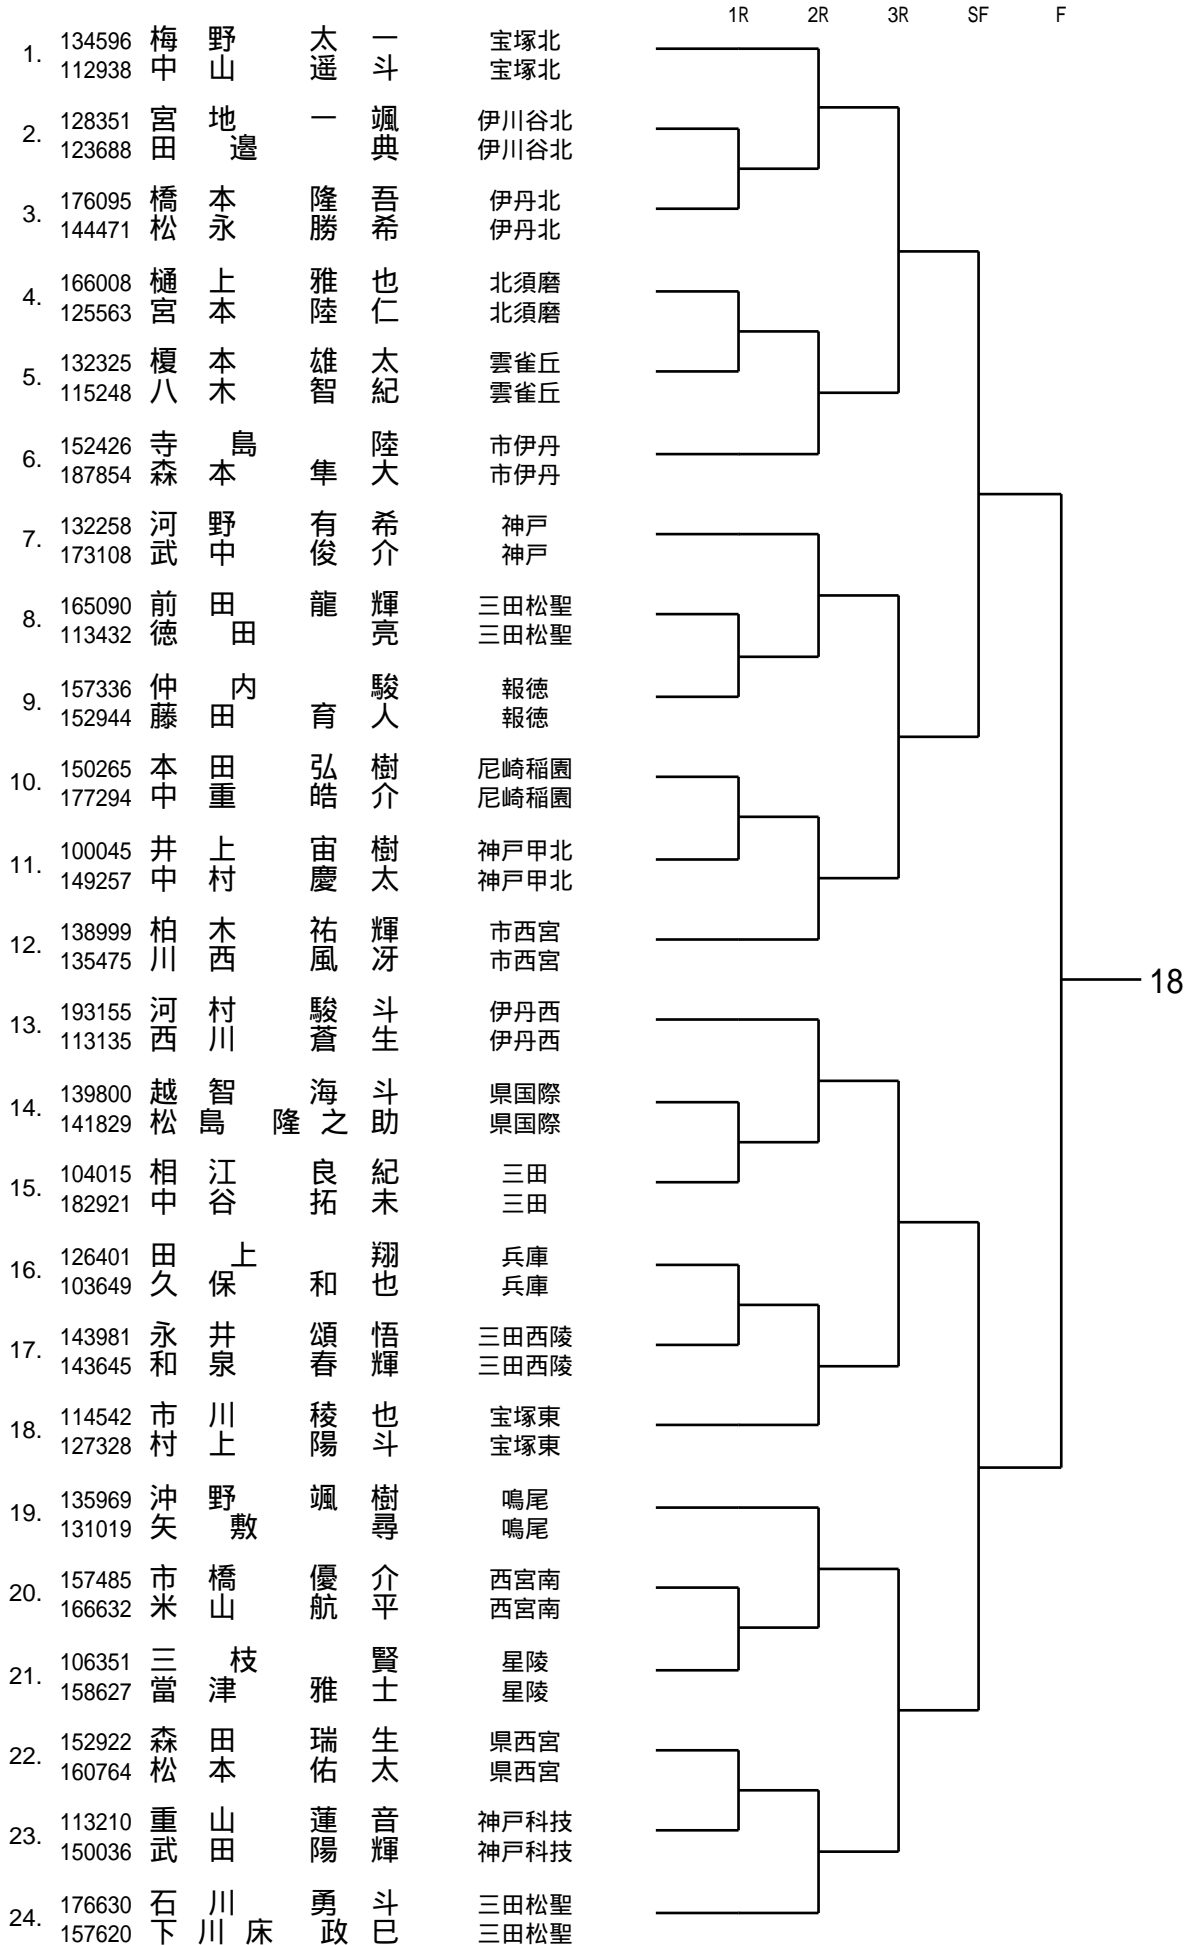 1R 2R 3R SF F
1. 134596 梅野 太一 宝塚北
112938 中山 遥斗 宝塚北
2. 128351 宮地 一颯 伊川谷北
123688 田邉 典 伊川谷北
3. 176095 橋本 隆吾 伊丹北
144471 松永 勝希 伊丹北
4. 166008 樋上 雅也 北須磨
125563 宮本 陸仁 北須磨
5. 132325 榎本 雄太 雲雀丘
115248 八木 智紀 雲雀丘
6. 152426 寺島 陸 市伊丹
187854 森本 隼大 市伊丹
7. 132258 河野 有希 神戸
173108 武中 俊介 神戸
8. 165090 前田 龍輝 三田松聖
113432 徳田 亮 三田松聖
9. 157336 仲内 駿 報徳
152944 藤田 育人 報徳
10. 150265 本田 弘樹 尼崎稲園
177294 中重 皓介 尼崎稲園
11. 100045 井上 宙樹 神戸甲北
149257 中村 慶太 神戸甲北
12. 138999 柏木 祐輝 市西宮
135475 川西 風冴 市西宮
18
13. 193155 河村 駿斗 伊丹西
113135 西川 蒼生 伊丹西
14. 139800 越智 海斗 県国際
141829 松島 隆之助 県国際
15. 104015 相江 良紀 三田
182921 中谷 拓未 三田
16. 126401 田上 翔 兵庫
103649 久保 和也 兵庫
17. 143981 永井 頌悟 三田西陵
143645 和泉 春輝 三田西陵
18. 114542 市川 稜也 宝塚東
127328 村上 陽斗 宝塚東
19. 135969 沖野 颯樹 鳴尾
131019 矢敷 尋 鳴尾
20. 157485 市橋 優介 西宮南
166632 米山 航平 西宮南
21. 106351 三枝 賢 星陵
158627 當津 雅士 星陵
22. 152922 森田 瑞生 県西宮
160764 松本 佑太 県西宮
23. 113210 重山 蓮音 神戸科技
150036 武田 陽輝 神戸科技
24. 176630 石川 勇斗 三田松聖
157620 下川床 政巳 三田松聖